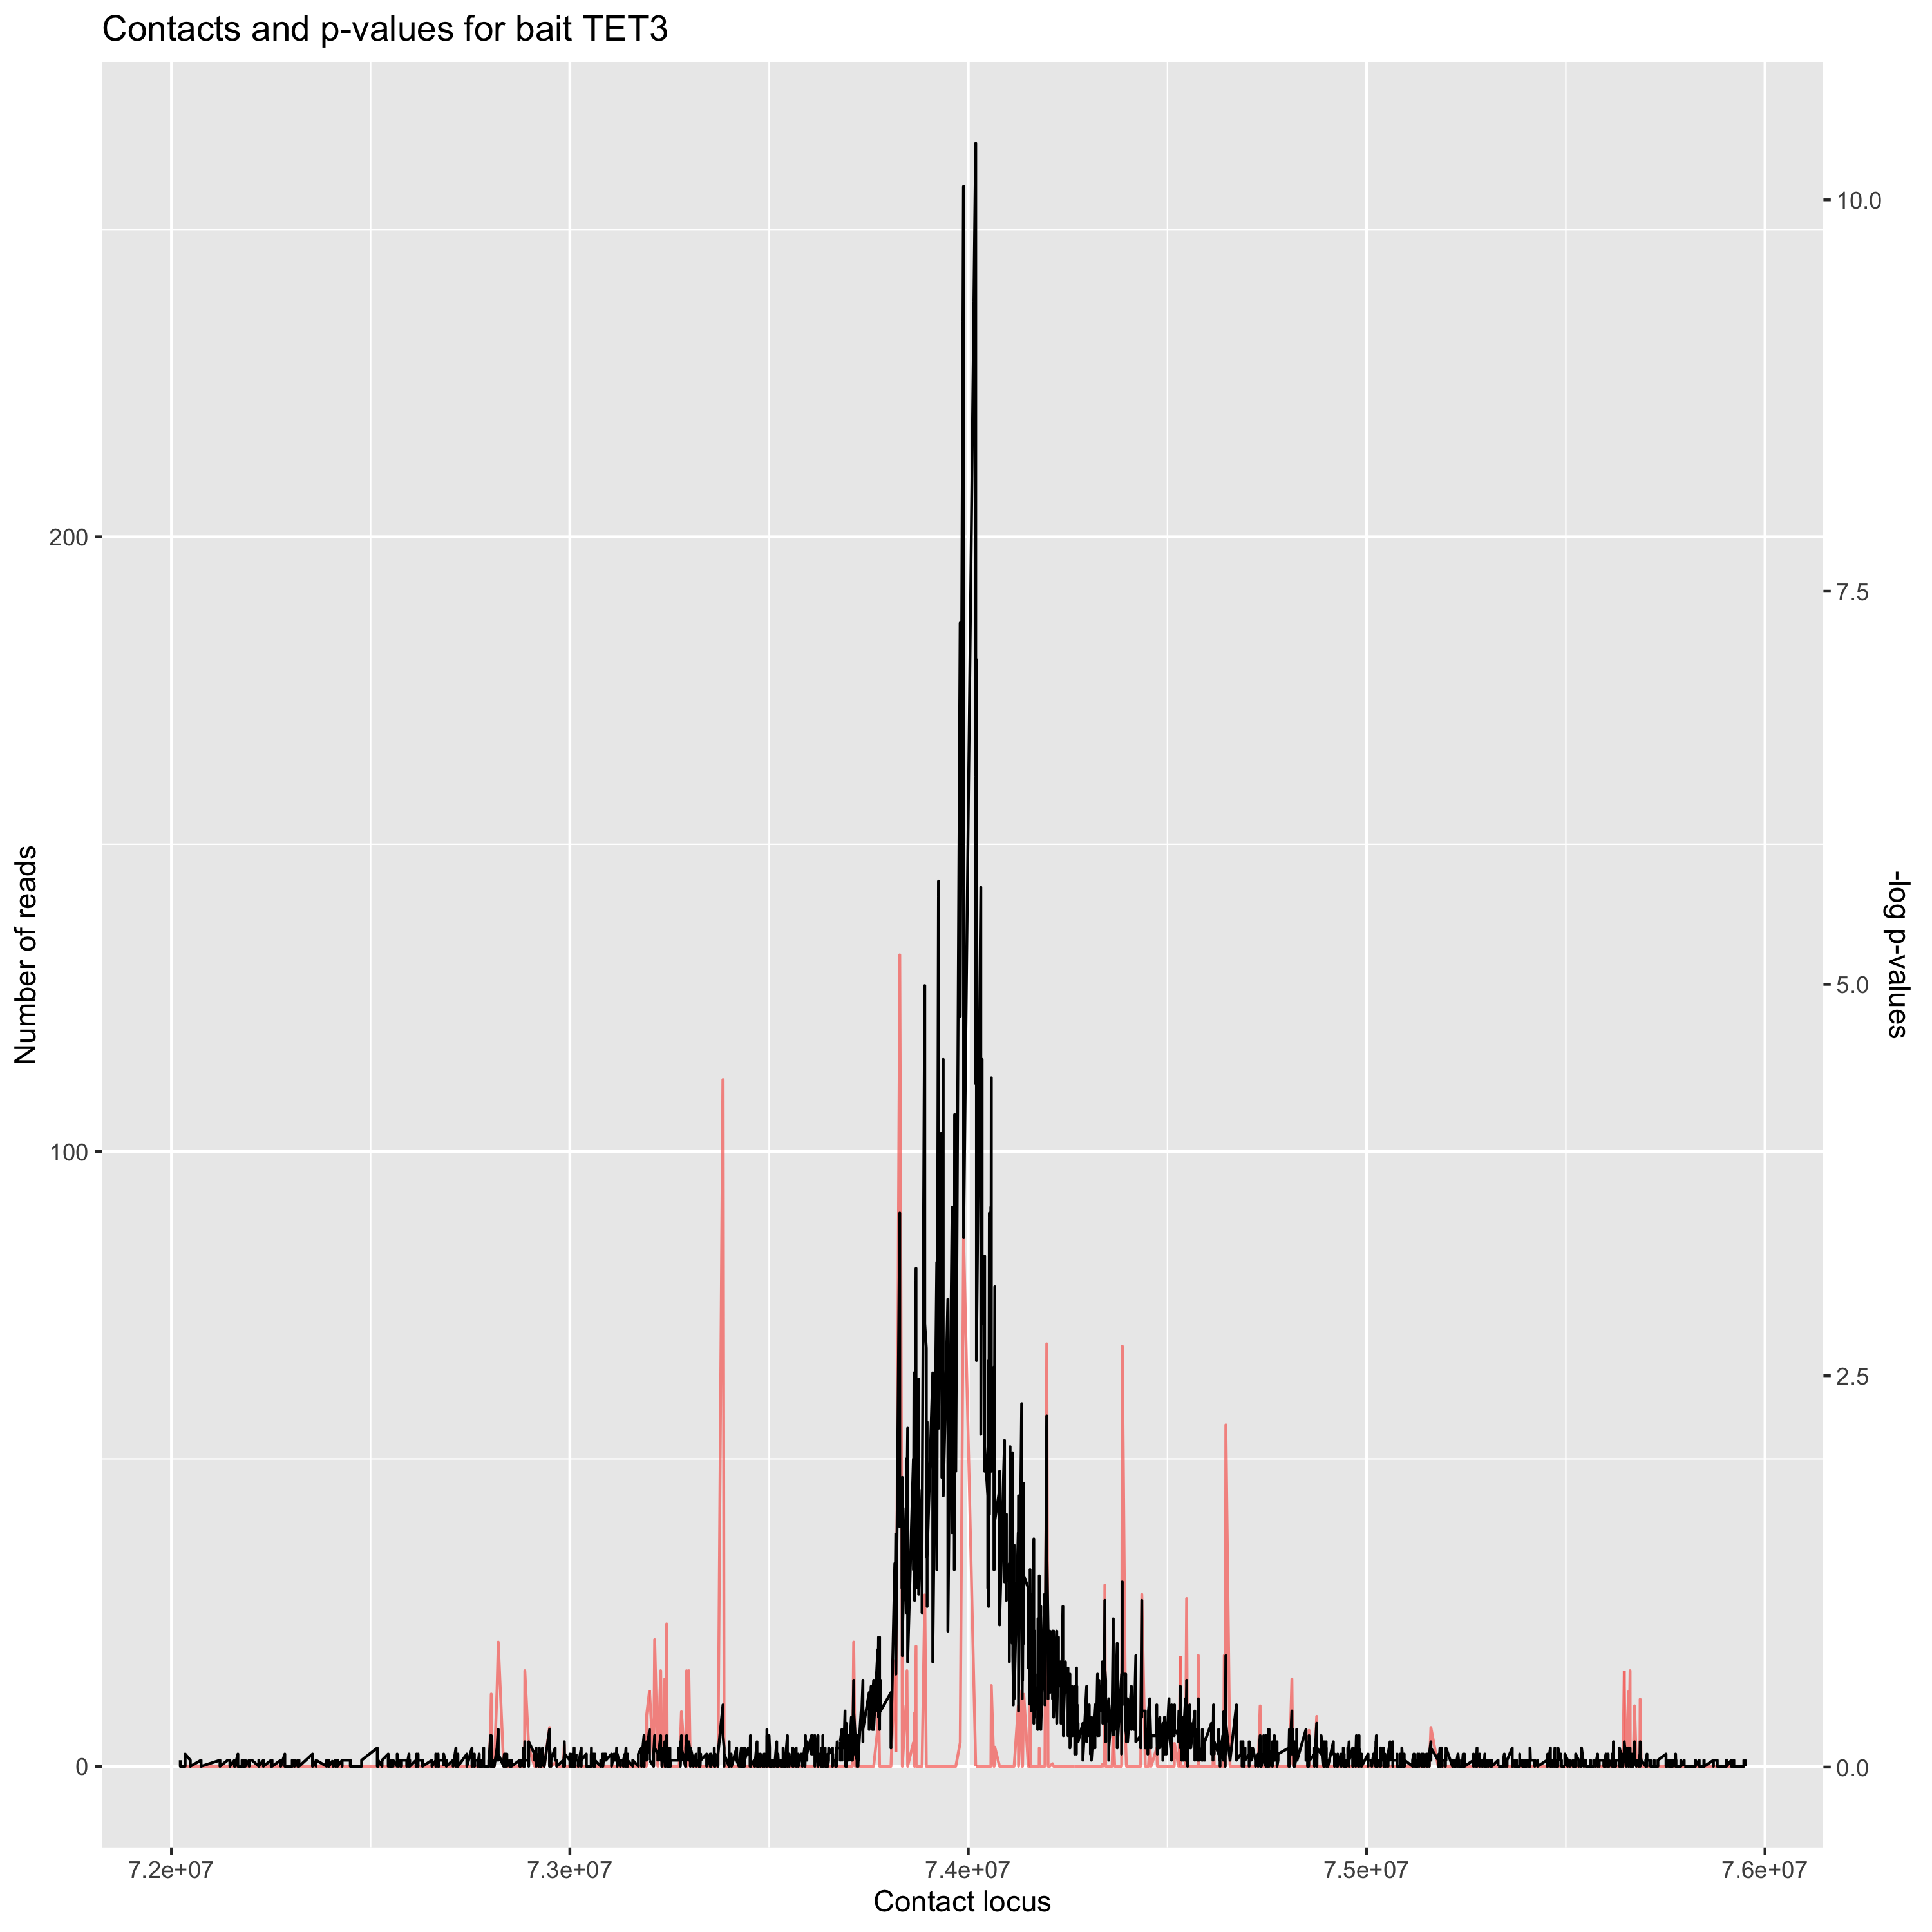 Contacts and p-values for bait TET3
Number of reads
200
100
0
10.0
7.5
5.0
2.5
0.0
-log p-values
7.2e+07
7.3e+07
7.4e+07
7.5e+07
7.6e+07
Contact locus